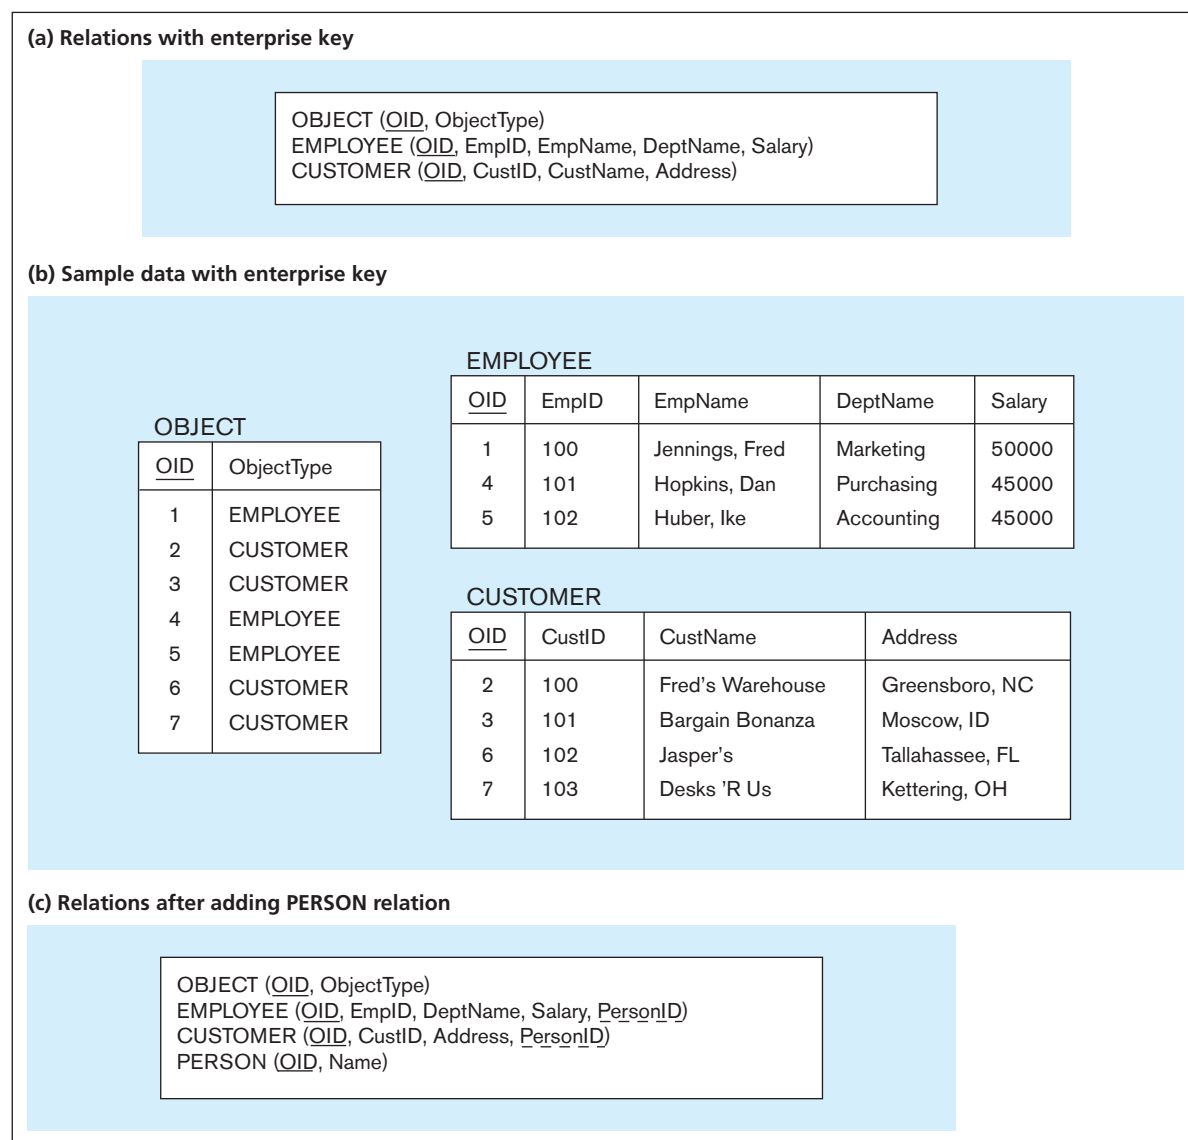 (a) Relations with enterprise key
OBJECT (OID, ObjectType)
EMPLOYEE (OID, EmpID, EmpName, DeptName, Salary)
CUSTOMER (OID, CustID, CustName, Address)
(b) Sample data with enterprise key
OBJECT
OID ObjectType
1 EMPLOYEE
2 CUSTOMER
3 CUSTOMER
4 EMPLOYEE
5 EMPLOYEE
6 CUSTOMER
7 CUSTOMER
EMPLOYEE
OID EmpID EmpName DeptName Salary
1 100 Jennings, Fred Marketing 50000
4 101 Hopkins, Dan Purchasing 45000
5 102 Huber, Ike Accounting 45000
CUSTOMER
OID CustID CustName Address
2 100 Fred's Warehouse Greensboro, NC
3 101 Bargain Bonanza Moscow, ID
6 102 Jasper's Tallahassee, FL
7 103 Desks 'R Us Kettering, OH
(c) Relations after adding PERSON relation
OBJECT (OID, ObjectType)
EMPLOYEE (OID, EmpID, DeptName, Salary, PersonID)
CUSTOMER (OID, CustID, Address, PersonID)
PERSON (OID, Name)